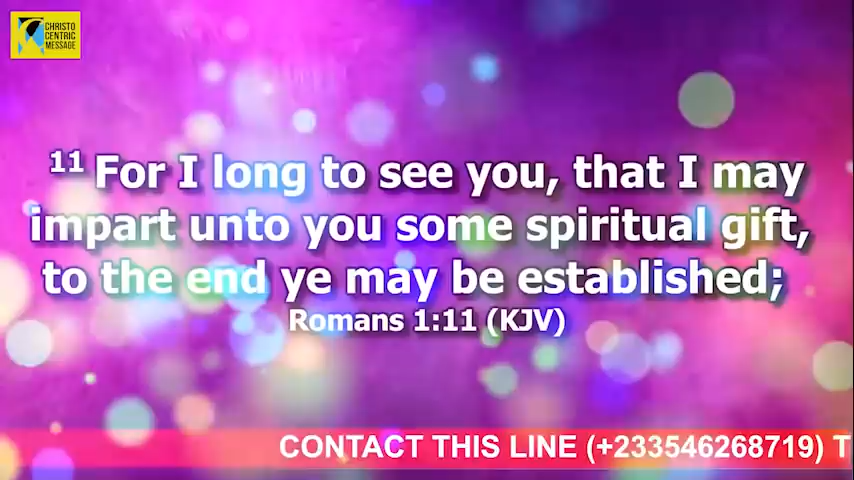 CHRISTO
CENTRIC
MESSAGE
11 For I long to see you, that I may
impart unto you some spiritual gift,
to the end ye may be established;
Romans 1:11 (KJV)
CONTACT THIS LINE (+233546268719) T